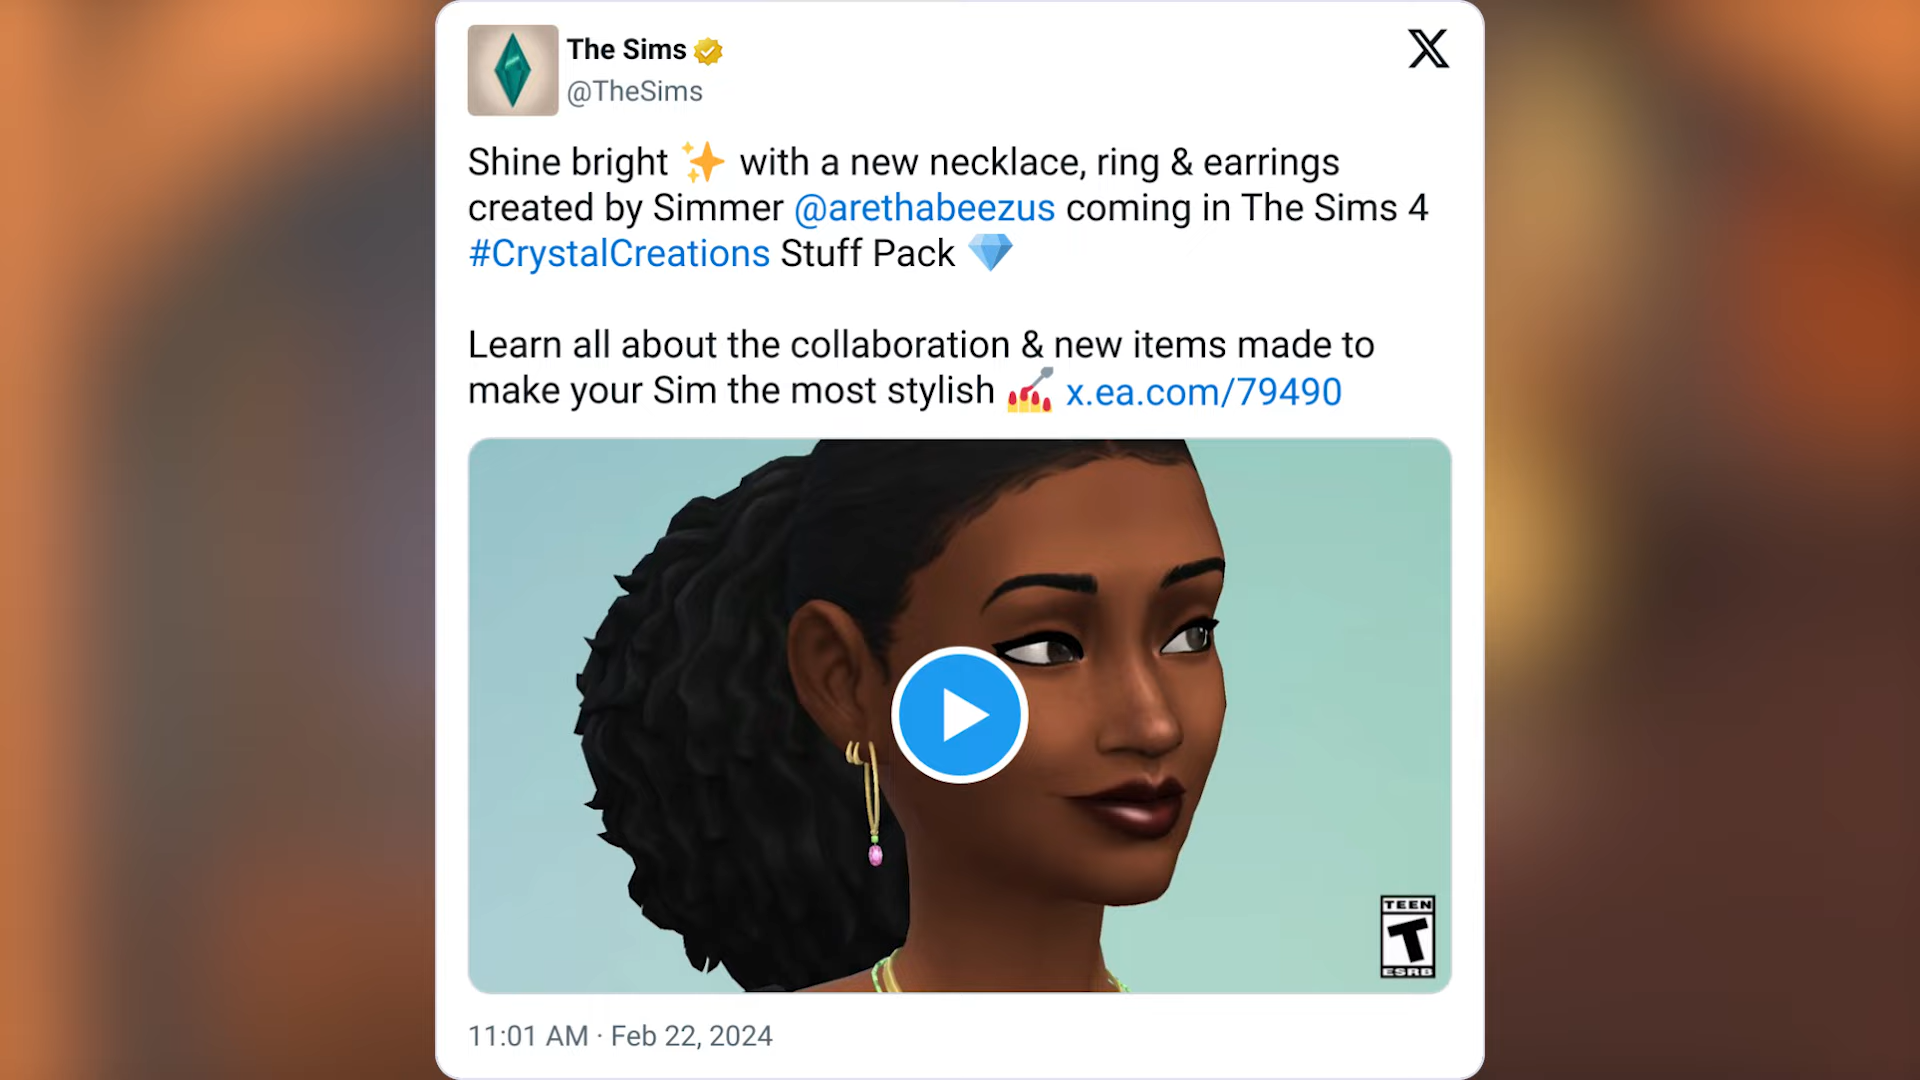 The Sims
@TheSims
Shine bright ✨ with a new necklace, ring & earrings
created by Simmer @arethabeezus coming in The Sims 4
#CrystalCreations Stuff Pack 💎
Learn all about the collaboration & new items made to
make your Sim the most stylish 💅 x.ea.com/79490
TEEN
T
ESRB
11:01 AM · Feb 22, 2024